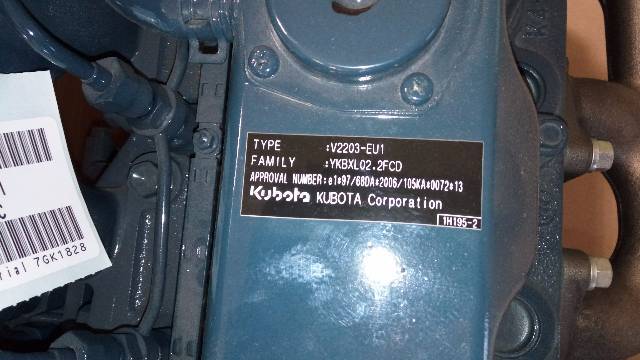 TYPE :V2203-EU1
FAMILY :YKBXL02.2FCD
APPROVAL NUMBER:e1*97/68DA*2006/105KA*0072*13
Kubota KUBOTA Corporation
1H195-2
rial 7GK1828